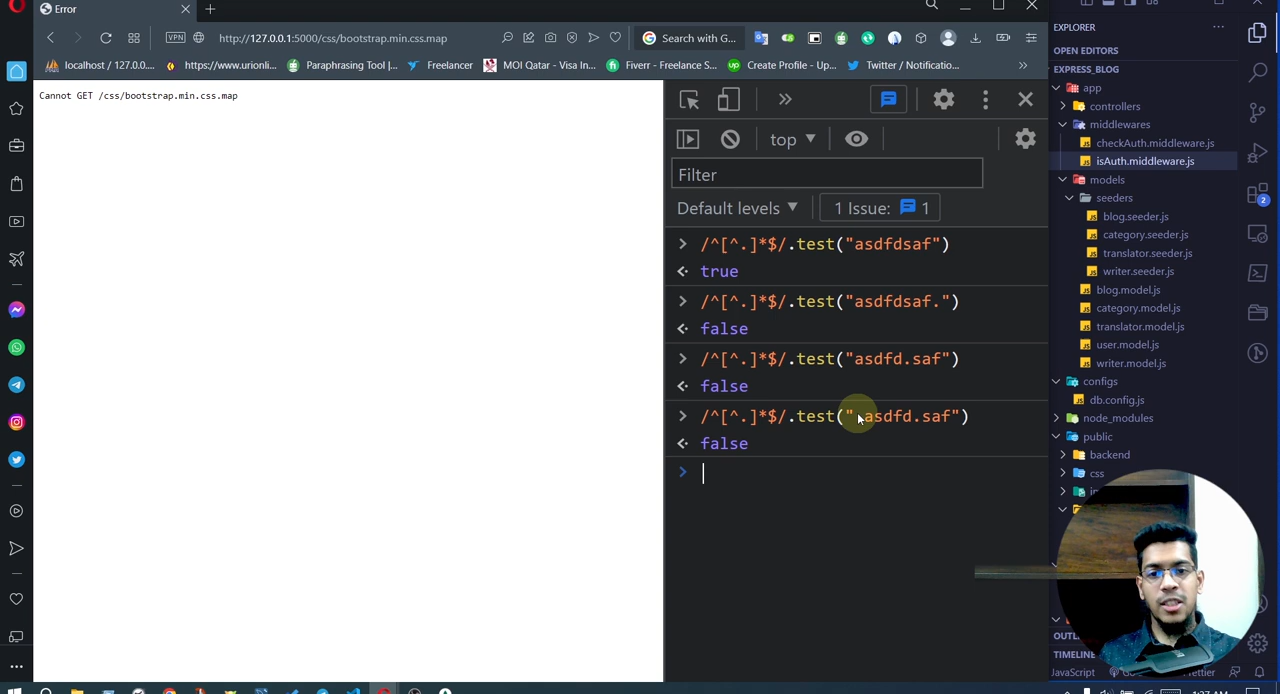 Error
VPN
http://127.0.0.1:5000/css/bootstrap.min.css.map
Search with G...
localhost / 127.0.0....
https://www.urionli...
Paraphrasing Tool |...
Freelancer
MOI Qatar - Visa In...
Fiverr - Freelance S...
Create Profile - Up...
Twitter / Notificatio...
Cannot GET /css/bootstrap.min.css.map
top
Filter
Default levels
1 Issue:
1
/^[^.]*$/.test("asdfdsaf")
true
/^[^.]*$/.test("asdfdsaf.")
false
/^[^.]*$/.test("asdfd.saf")
false
/^[^.]*$/.test(".asdfd.saf")
false
EXPLORER
OPEN EDITORS
EXPRESS_BLOG
app
controllers
middlewares
checkAuth.middleware.js
isAuth.middleware.js
models
seeders
blog.seeder.js
category.seeder.js
translator.seeder.js
writer.seeder.js
blog.model.js
category.model.js
translator.model.js
user.model.js
writer.model.js
configs
db.config.js
node_modules
public
backend
css
2
TIMELINE
JavaScript